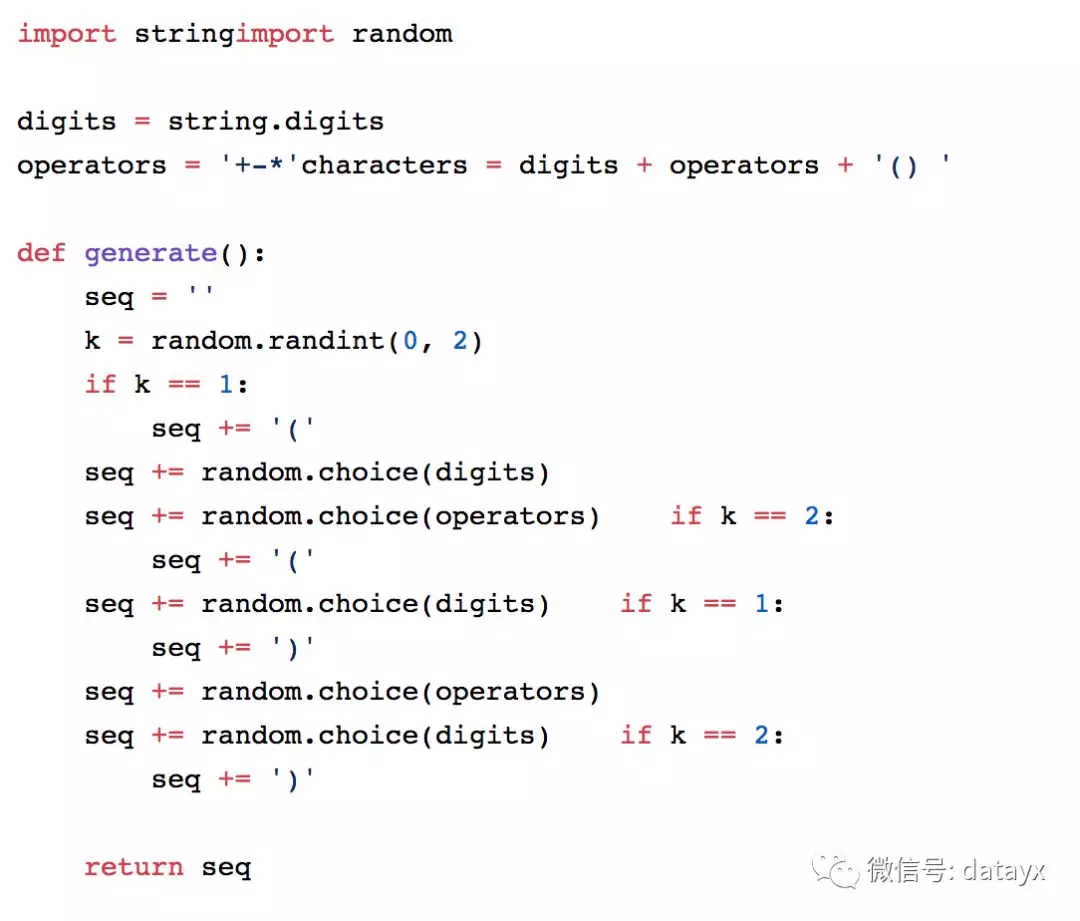 import stringimport random
digits = string.digits
operators = '+-*'characters = digits + operators + '() '
def generate():
    seq = ''
    k = random.randint(0, 2)
    if k == 1:
        seq += '('
    seq += random.choice(digits)
    seq += random.choice(operators)    if k == 2:
        seq += '('
    seq += random.choice(digits)    if k == 1:
        seq += ')'
    seq += random.choice(operators)
    seq += random.choice(digits)    if k == 2:
        seq += ')'
    return seq
微信号: datayx